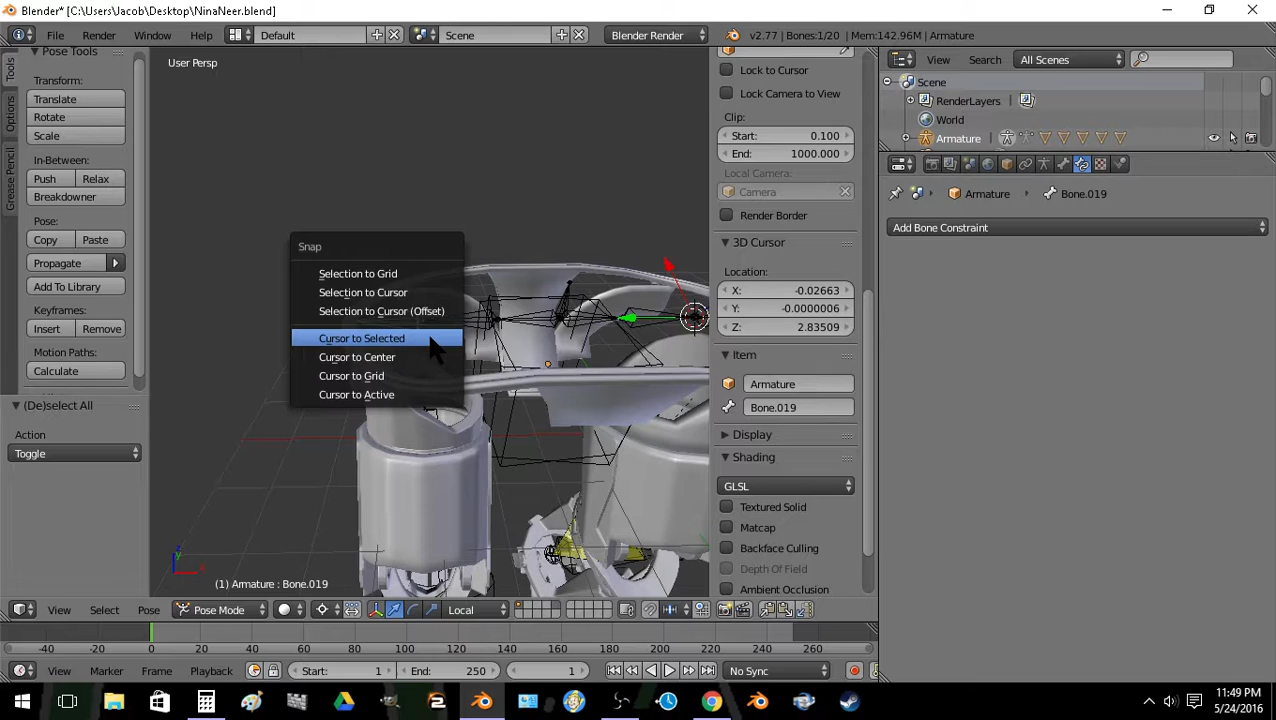 Blender* [C:\Users\Jacob\Desktop\NinaNeer.blend]
File Render Window Help Default Scene Blender Render v2.77 | Bones:1/20 | Mem:142.96M | Armature
Pose Tools
Tools
Options
Grease Pencil
Transform:
Translate
Rotate
Scale
In-Between:
Push Relax
Breakdowner
Pose:
Copy Paste
Propagate
Add To Library
Keyframes:
Insert Remove
Motion Paths:
Calculate
(De)select All
Action
Toggle
User Persp
Snap
Selection to Grid
Selection to Cursor
Selection to Cursor (Offset)
Cursor to Selected
Cursor to Center
Cursor to Grid
Cursor to Active
(1) Armature : Bone.019
View Select Pose Pose Mode Local
Lock to Cursor
Lock Camera to View
Clip:
Start: 0.100
End: 1000.000
Local Camera:
Camera
Render Border
3D Cursor
Location:
X: -0.02663
Y: -0.0000006
Z: 2.83509
Item
Armature
Bone.019
Display
Shading
GLSL
Textured Solid
Matcap
Backface Culling
Depth Of Field
Ambient Occlusion
View Search All Scenes
Scene
RenderLayers
World
Armature
Armature Bone.019
Add Bone Constraint
-40 -20 0 20 40 60 80 100 120 140 160 180 200 220 240 260 280
View Marker Frame Playback Start: 1 End: 250 1 No Sync
11:49 PM
5/24/2016